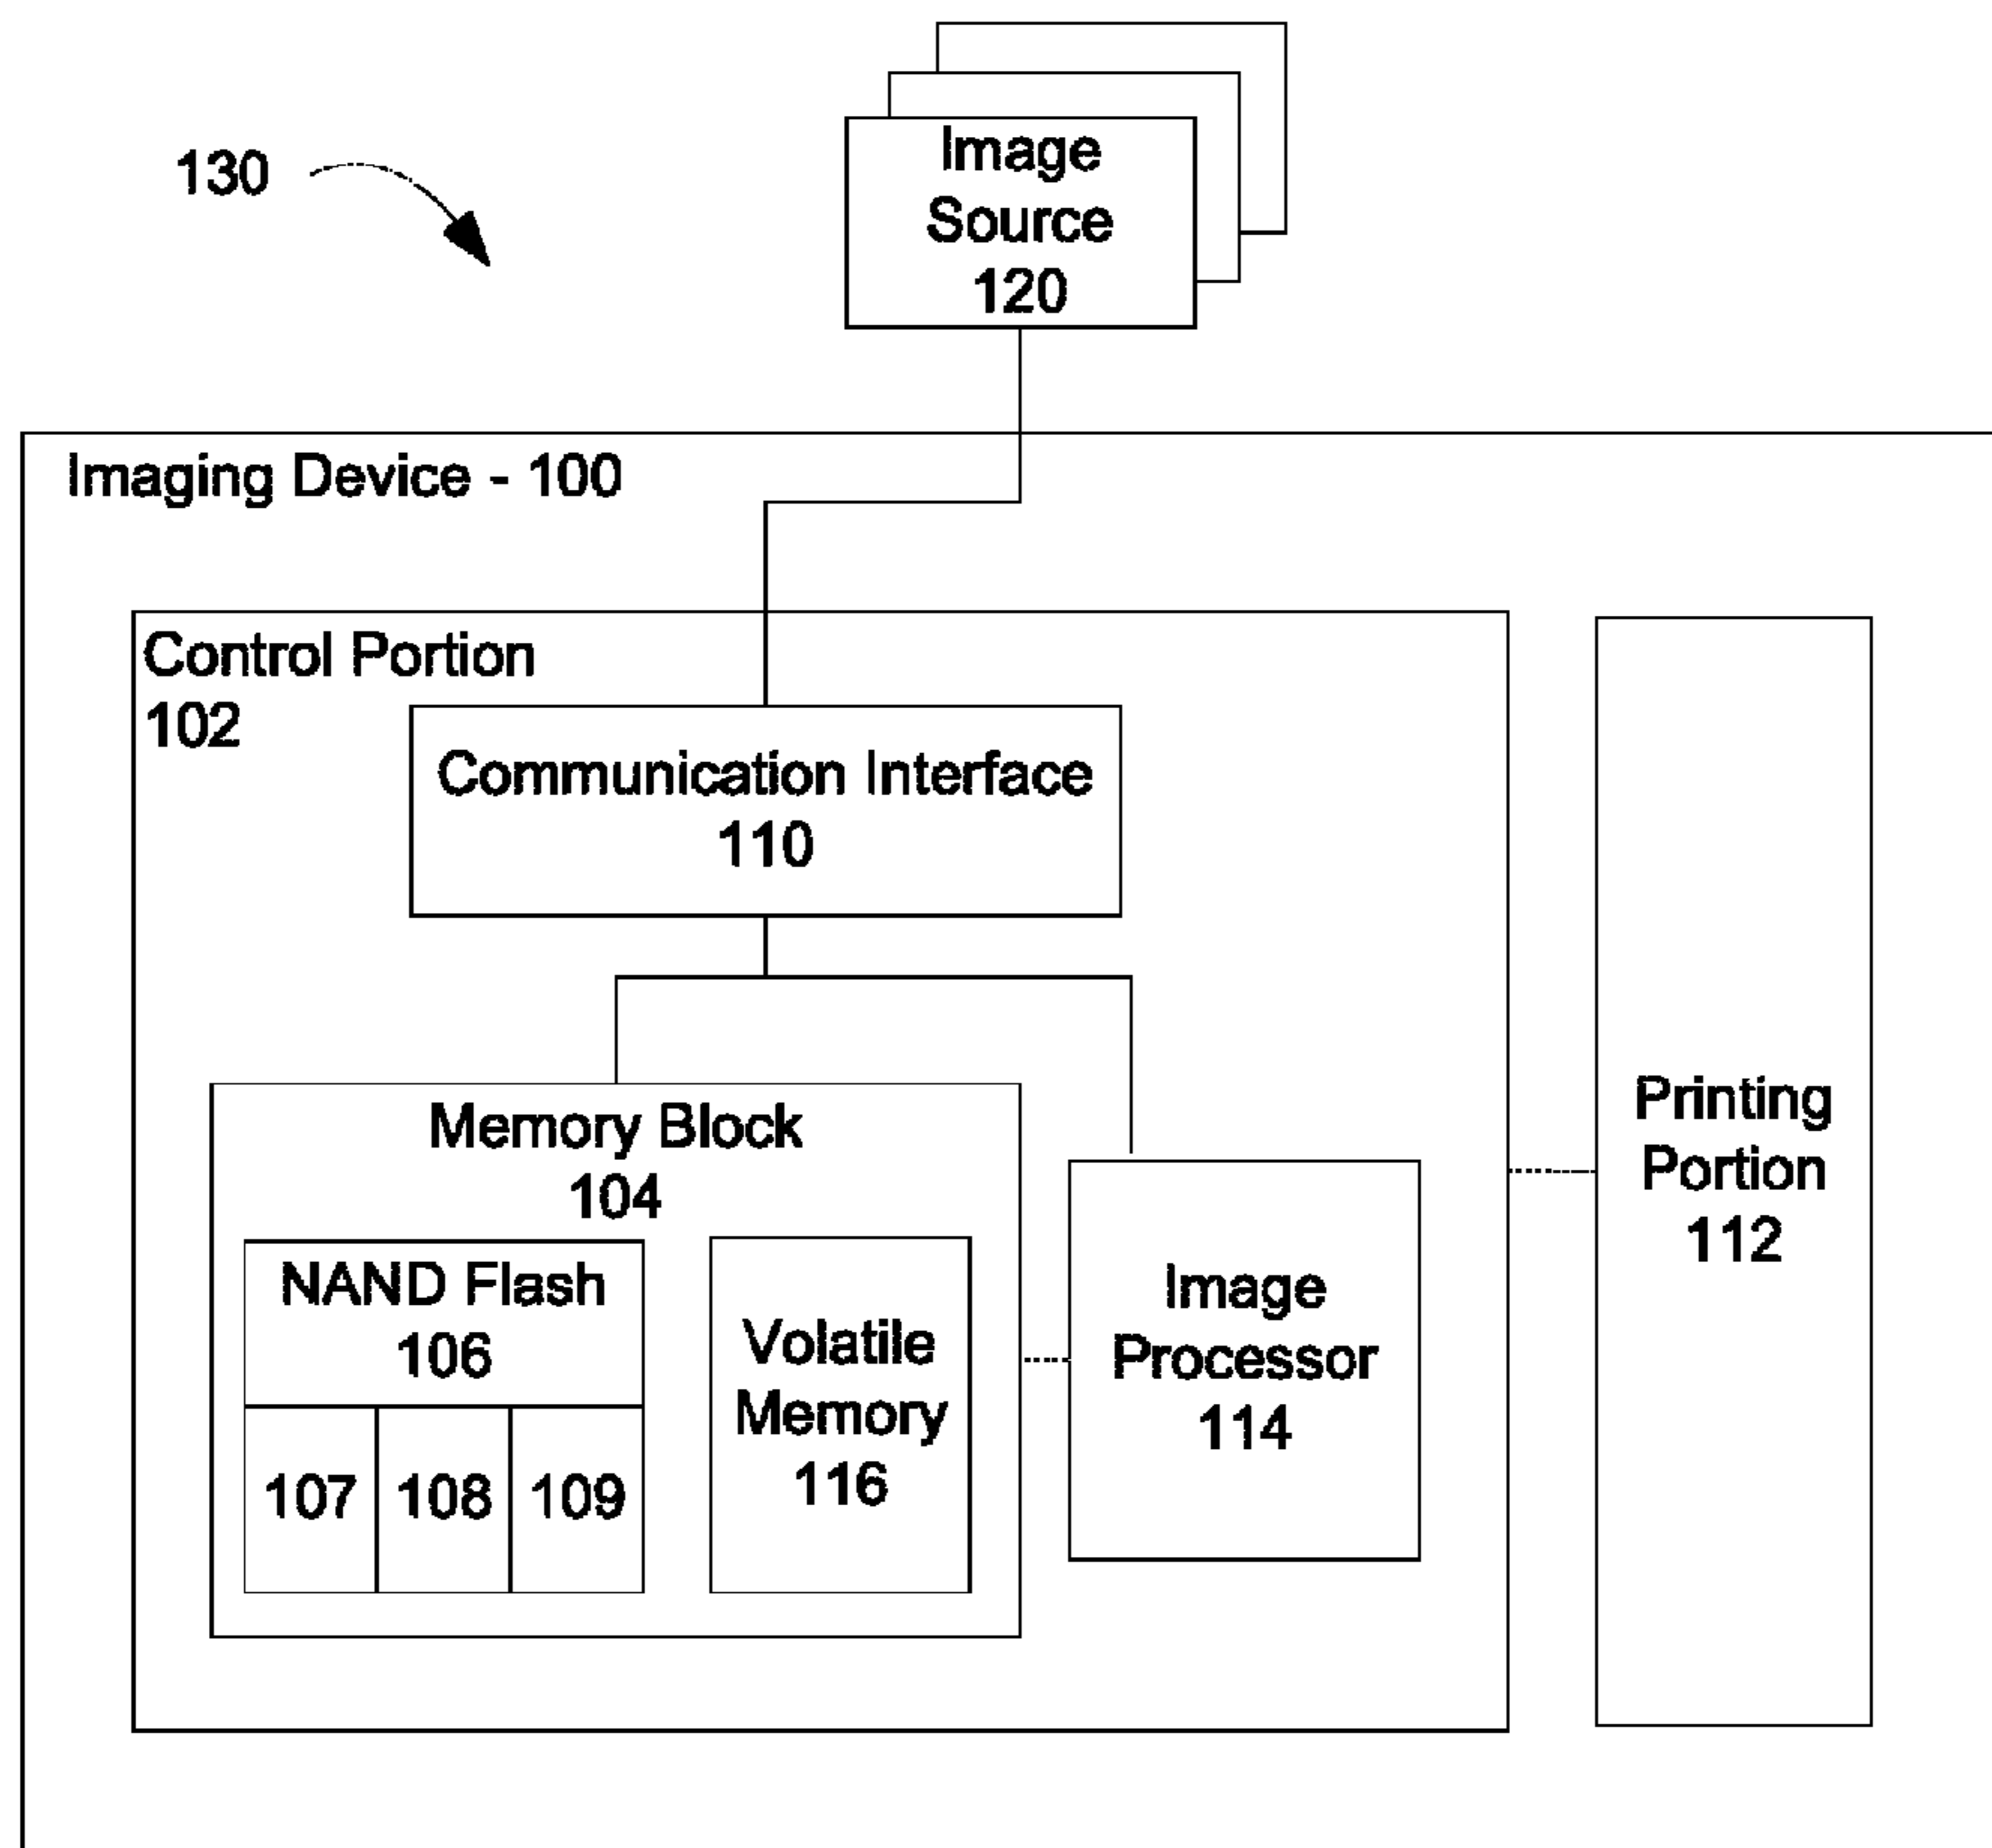 130
Image
Source
120
Imaging Device - 100
Control Portion
102
Communication Interface
110
Memory Block
104
NAND Flash
106
107 108 109
Volatile
Memory
116
Image
Processor
114
Printing
Portion
112